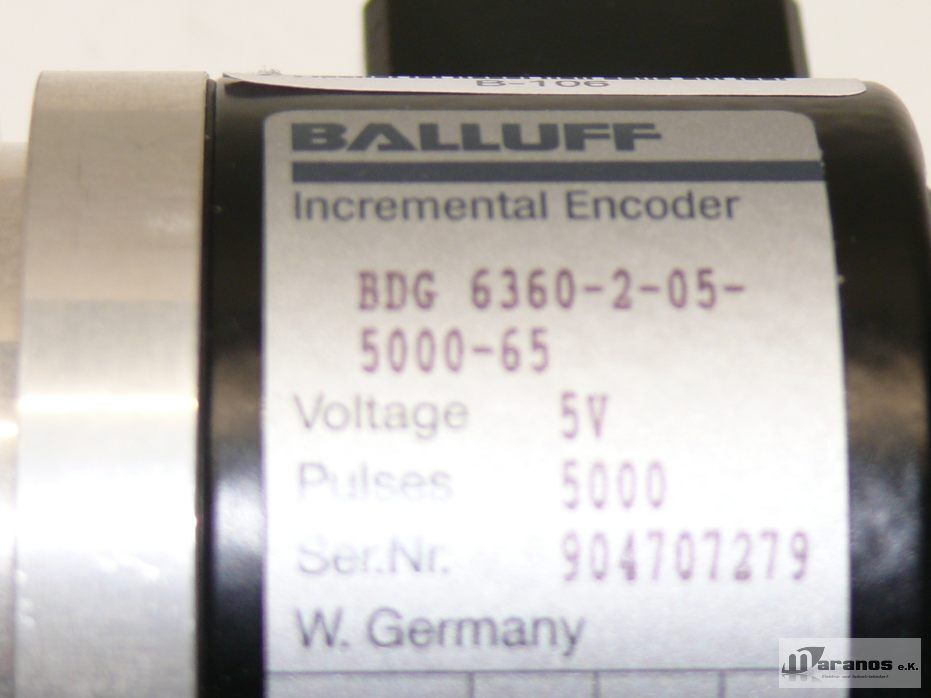 B-106
BALLUFF
Incremental Encoder
BDG 6360-2-05-
5000-65
Voltage 5V
Pulses 5000
Ser.Nr. 904707279
W. Germany
Maranos e.K.